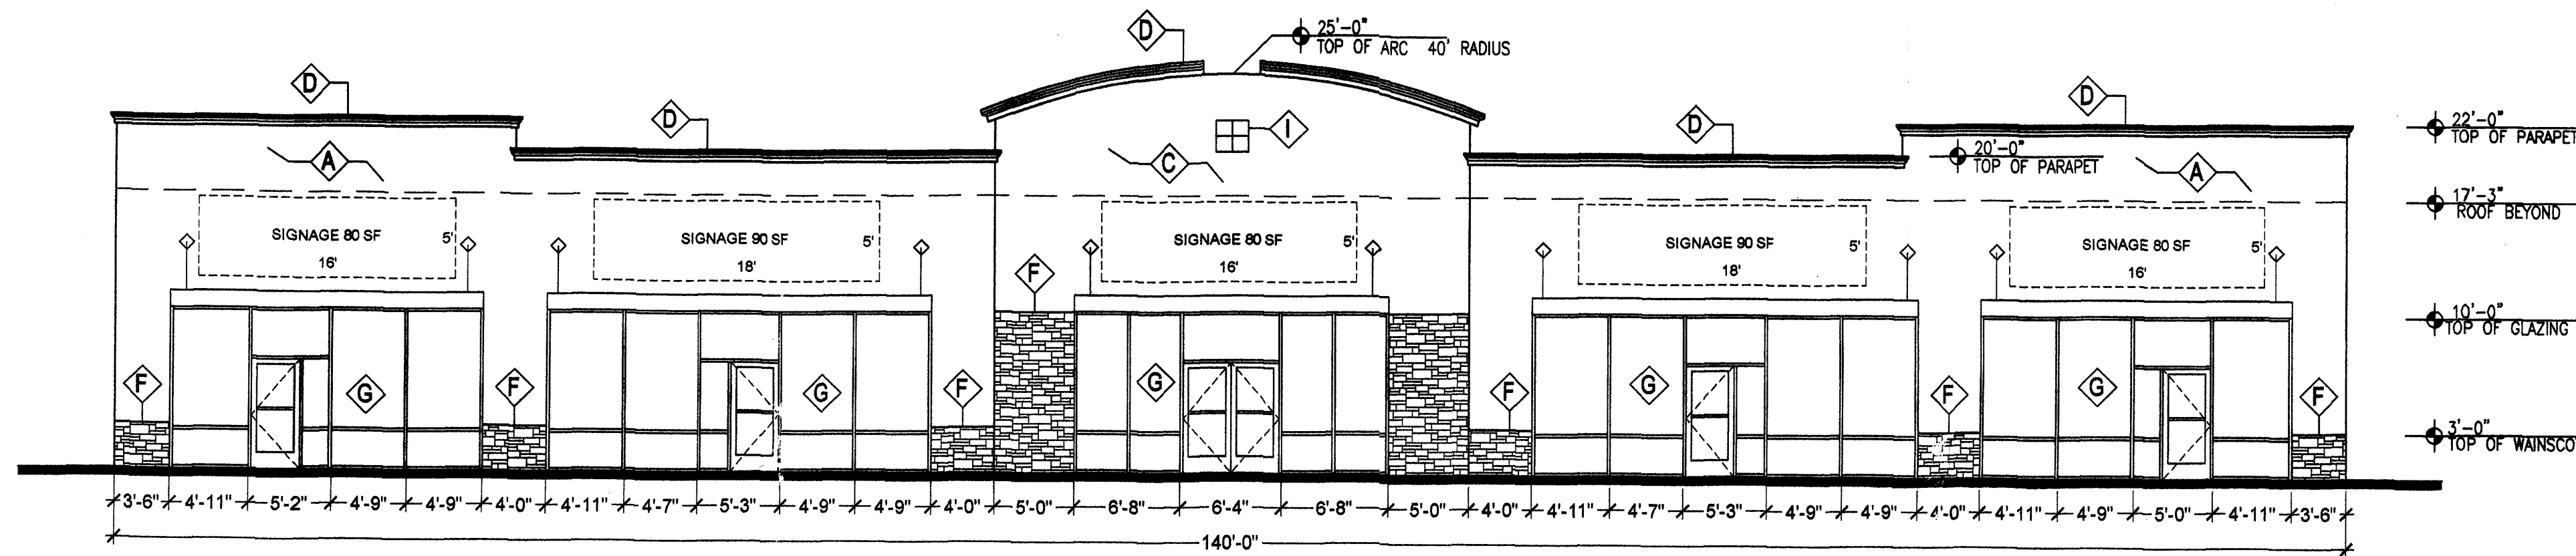 D
25'-0"
TOP OF ARC 40' RADIUS
D
D
D
D
22'-0"
TOP OF PARAPET
I
20'-0"
TOP OF PARAPET
A
C
A
17'-3"
ROOF BEYOND
SIGNAGE 80 SF
5'
16'
SIGNAGE 90 SF
5'
18'
SIGNAGE 80 SF
5'
16'
SIGNAGE 90 SF
5'
18'
SIGNAGE 80 SF
5'
16'
F
10'-0"
TOP OF GLAZING
F
G
F
G
F
G
F
G
F
G
F
3'-0"
TOP OF WAINSCO
3'-6" 4'-11" 5'-2" 4'-9" 4'-9" 4'-0" 4'-11" 4'-7" 5'-3" 4'-9" 4'-9" 4'-0" 5'-0" 6'-8" 6'-4" 6'-8" 5'-0" 4'-0" 4'-11" 4'-7" 5'-3" 4'-9" 4'-9" 4'-0" 4'-11" 4'-9" 5'-0" 4'-11" 3'-6"
140'-0"